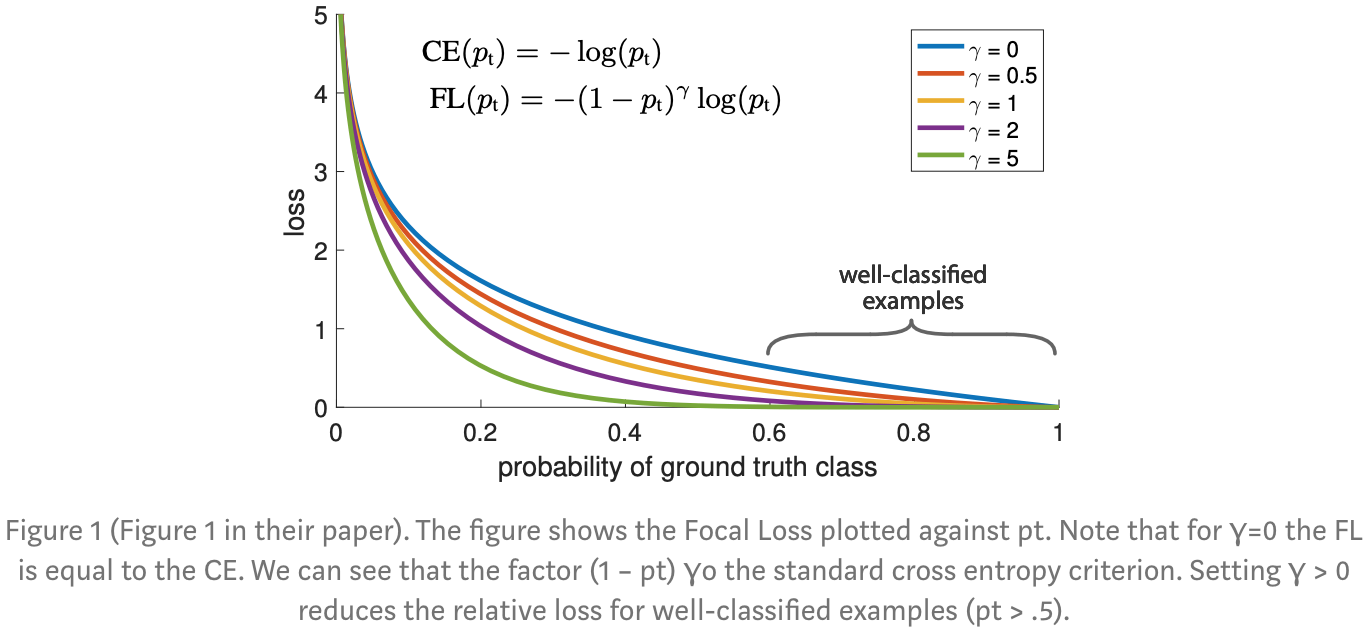 5
CE(pₜ) = − log(pₜ)
FL(pₜ) = −(1 − pₜ)^γ log(pₜ)
γ = 0
γ = 0.5
γ = 1
γ = 2
γ = 5
4
3
2
1
0
loss
well-classified
examples
0 0.2 0.4 0.6 0.8 1
probability of ground truth class
Figure 1 (Figure 1 in their paper). The figure shows the Focal Loss plotted against pt. Note that for γ=0 the FL
is equal to the CE. We can see that the factor (1 – pt) γo the standard cross entropy criterion. Setting γ > 0
reduces the relative loss for well-classified examples (pt > .5).